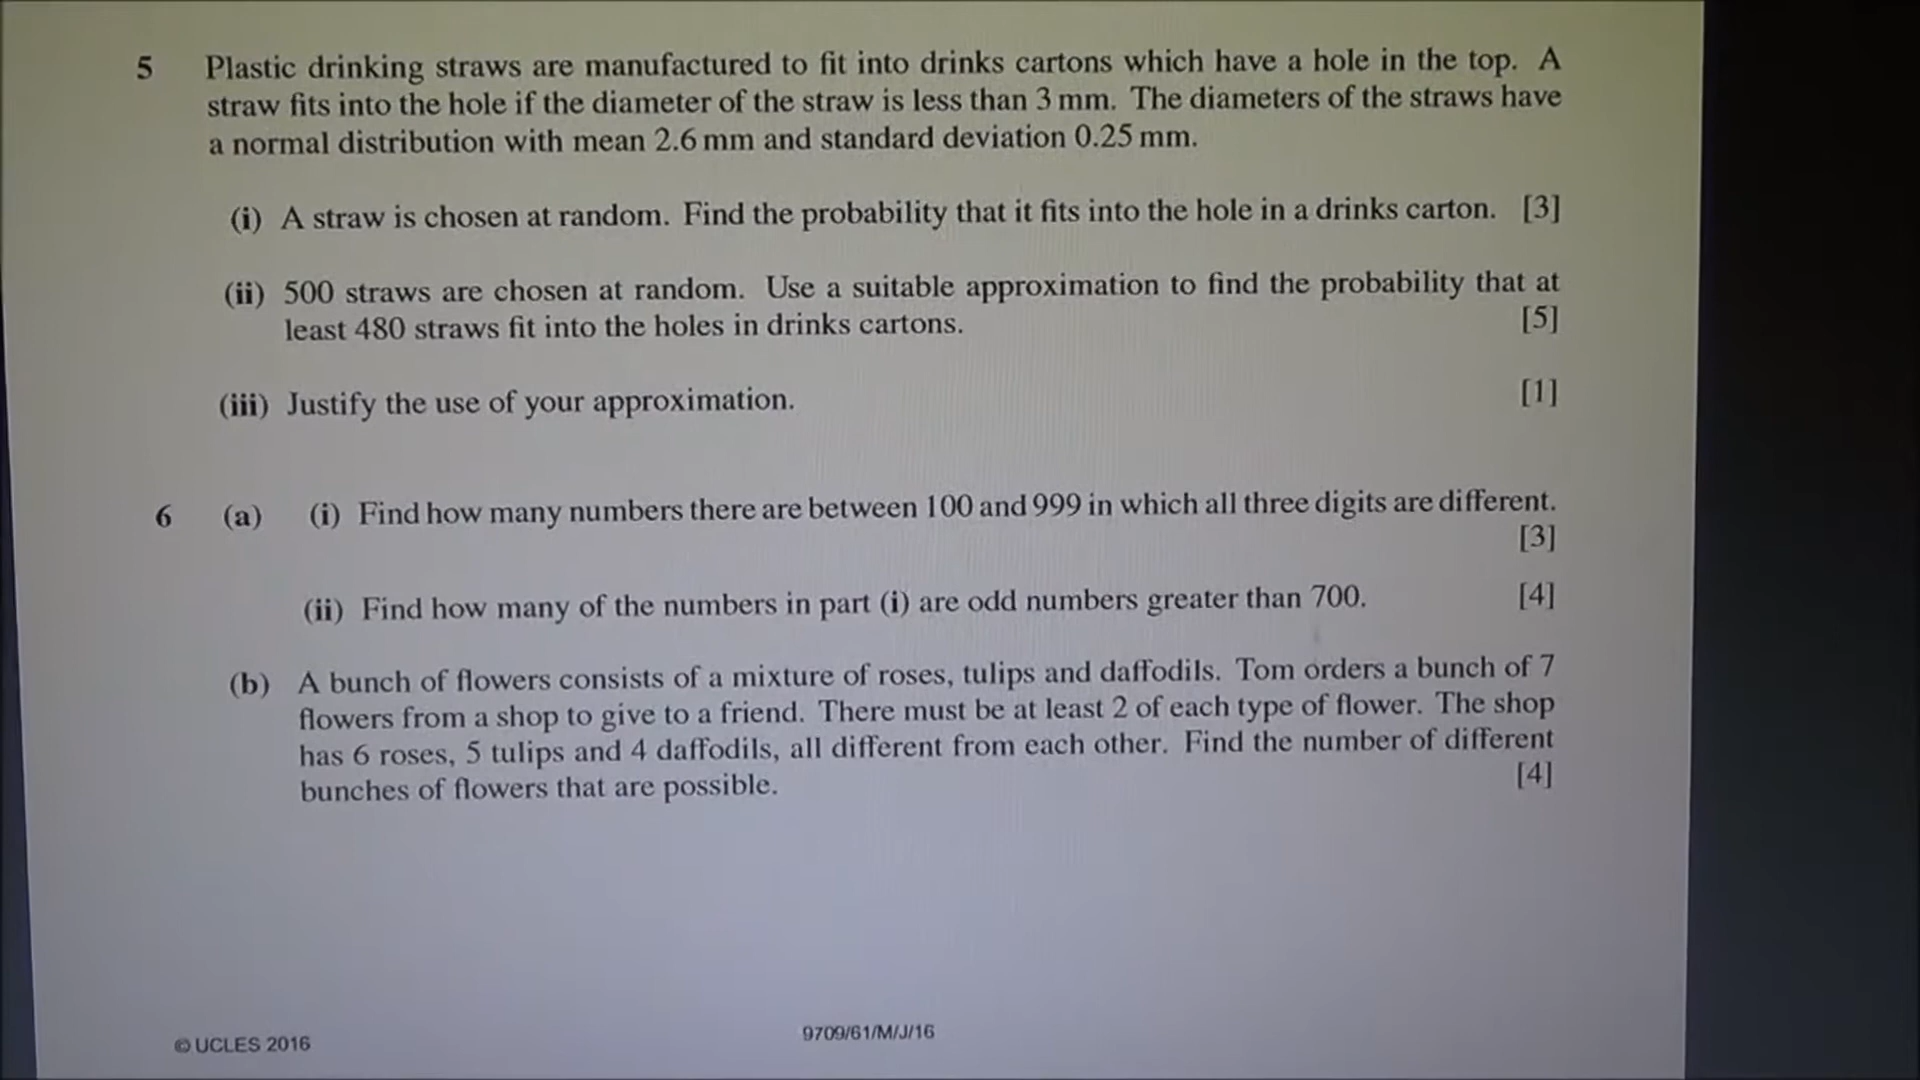 5 Plastic drinking straws are manufactured to fit into drinks cartons which have a hole in the top. A
straw fits into the hole if the diameter of the straw is less than 3 mm. The diameters of the straws have
a normal distribution with mean 2.6 mm and standard deviation 0.25 mm.
(i) A straw is chosen at random. Find the probability that it fits into the hole in a drinks carton. [3]
(ii) 500 straws are chosen at random. Use a suitable approximation to find the probability that at
least 480 straws fit into the holes in drinks cartons. [5]
(iii) Justify the use of your approximation. [1]
6 (a) (i) Find how many numbers there are between 100 and 999 in which all three digits are different.
[3]
(ii) Find how many of the numbers in part (i) are odd numbers greater than 700. [4]
(b) A bunch of flowers consists of a mixture of roses, tulips and daffodils. Tom orders a bunch of 7
flowers from a shop to give to a friend. There must be at least 2 of each type of flower. The shop
has 6 roses, 5 tulips and 4 daffodils, all different from each other. Find the number of different
bunches of flowers that are possible. [4]
© UCLES 2016 9709/61/M/J/16